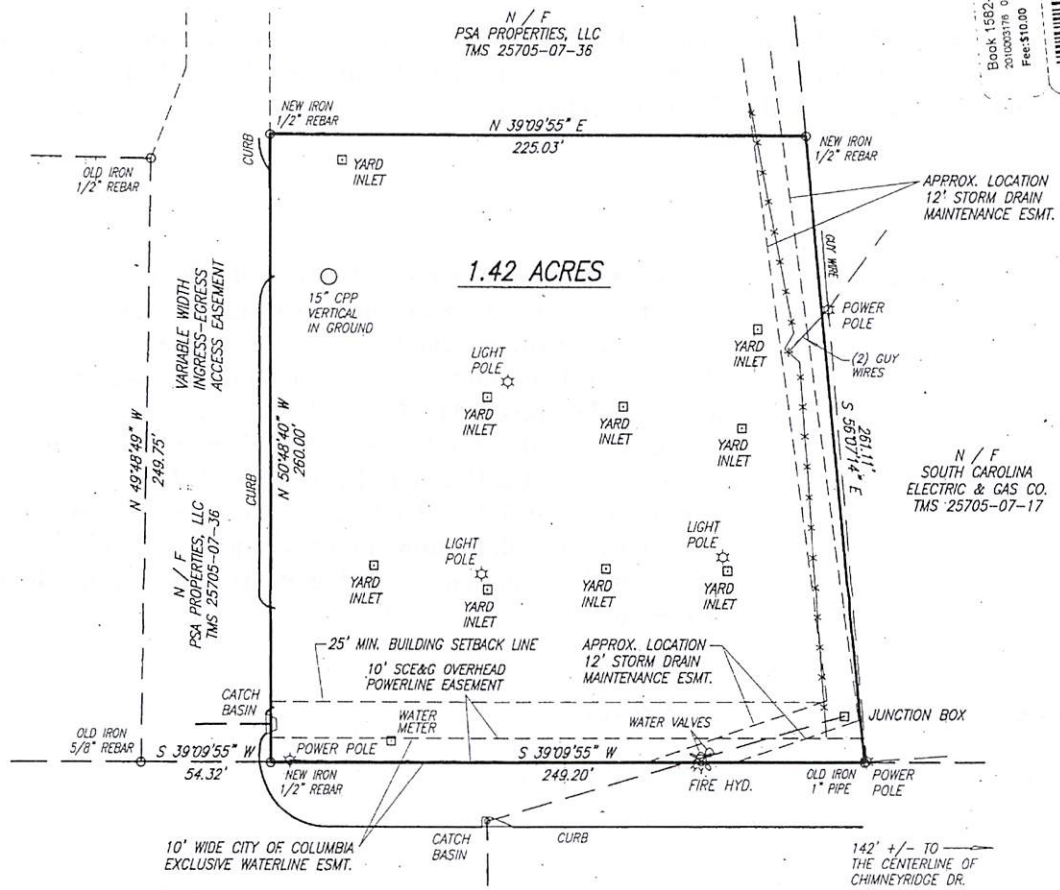 N / F
PSA PROPERTIES, LLC
TMS 25705-07-36
Book 1582-
2010003178 0
Fee:$10.00
NEW IRON
1/2" REBAR
N 39°09'55" E
225.03'
NEW IRON
1/2" REBAR
CURB
YARD
INLET
OLD IRON
1/2" REBAR
APPROX. LOCATION
12' STORM DRAIN
MAINTENANCE ESMT.
1.42 ACRES
GUY WIRE
15" CPP
VERTICAL
IN GROUND
VARIABLE WIDTH
INGRESS-EGRESS
ACCESS EASEMENT
POWER
POLE
YARD
INLET
(2) GUY
WIRES
LIGHT
POLE
YARD
INLET
YARD
INLET
YARD
INLET
N 49°48'49" W
249.75'
N 50°48'40" W
260.00'
CURB
261.11'
S 56°07'14" E
N / F
SOUTH CAROLINA
ELECTRIC & GAS CO.
TMS 25705-07-17
N / F
PSA PROPERTIES, LLC
TMS 25705-07-36
LIGHT
POLE
LIGHT
POLE
YARD
INLET
YARD
INLET
YARD
INLET
YARD
INLET
25' MIN. BUILDING SETBACK LINE
10' SCE&G OVERHEAD
POWERLINE EASEMENT
APPROX. LOCATION
12' STORM DRAIN
MAINTENANCE ESMT.
CATCH
BASIN
WATER
METER
WATER VALVES
JUNCTION BOX
OLD IRON
5/8" REBAR
S 39°09'55" W
54.32'
POWER POLE
NEW IRON
1/2" REBAR
S 39°09'55" W
249.20'
FIRE HYD.
OLD IRON
1" PIPE
POWER
POLE
10' WIDE CITY OF COLUMBIA
EXCLUSIVE WATERLINE ESMT.
CATCH
BASIN
CURB
142' +/- TO
THE CENTERLINE OF
CHIMNEYRIDGE DR.